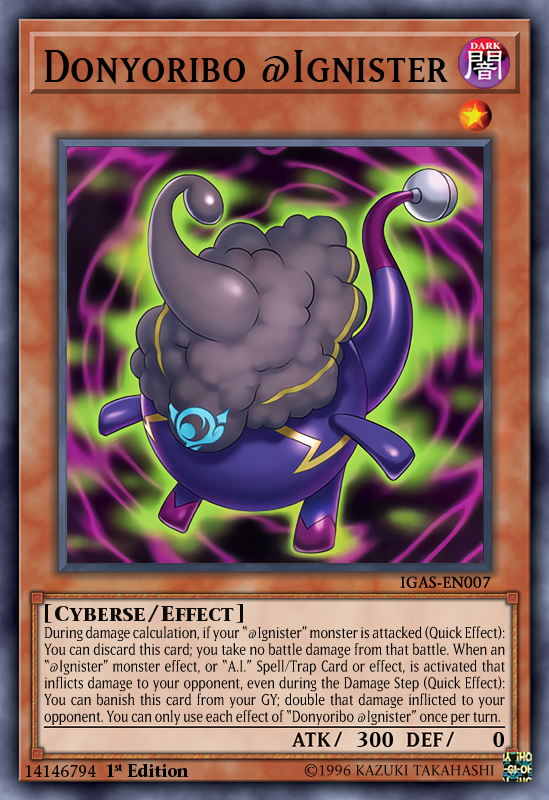 Donyoribo @Ignister
DARK
闇
IGAS-EN007
[Cyberse/Effect]
During damage calculation, if your "@Ignister" monster is attacked (Quick Effect):
You can discard this card; you take no battle damage from that battle. When an
"@Ignister" monster effect, or "A.I." Spell/Trap Card or effect, is activated that
inflicts damage to your opponent, even during the Damage Step (Quick Effect):
You can banish this card from your GY; double that damage inflicted to your
opponent. You can only use each effect of "Donyoribo @Ignister" once per turn.
ATK/ 300 DEF/ 0
14146794 1st Edition ©1996 KAZUKI TAKAHASHI